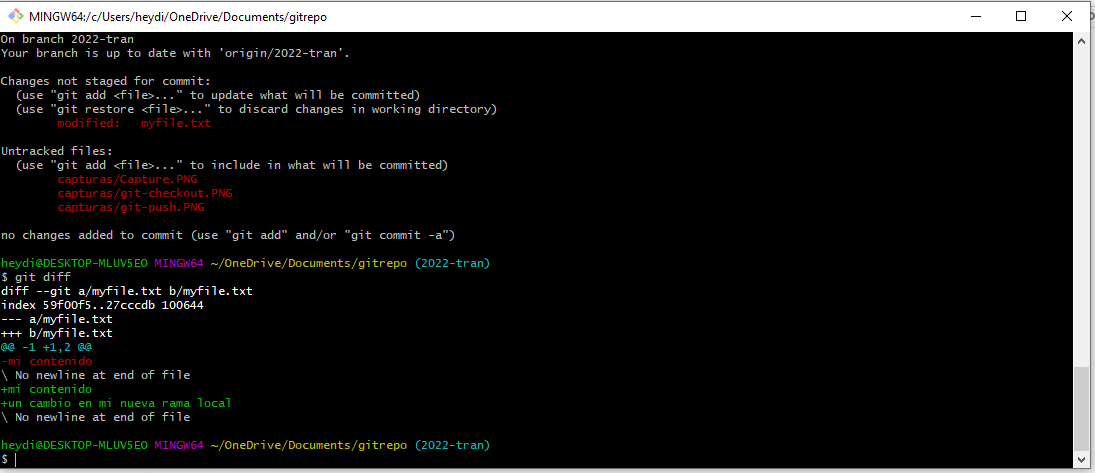 MINGW64:/c/Users/heydi/OneDrive/Documents/gitrepo
On branch 2022-tran
Your branch is up to date with 'origin/2022-tran'.
Changes not staged for commit:
  (use "git add <file>..." to update what will be committed)
  (use "git restore <file>..." to discard changes in working directory)
        modified:   myfile.txt
Untracked files:
  (use "git add <file>..." to include in what will be committed)
        capturas/Capture.PNG
        capturas/git-checkout.PNG
        capturas/git-push.PNG
no changes added to commit (use "git add" and/or "git commit -a")
heydi@DESKTOP-MLUV5EO MINGW64 ~/OneDrive/Documents/gitrepo (2022-tran)
$ git diff
diff --git a/myfile.txt b/myfile.txt
index 59f00f5..27cccdb 100644
--- a/myfile.txt
+++ b/myfile.txt
@@ -1 +1,2 @@
-mi contenido
\ No newline at end of file
+mi contenido
+un cambio en mi nueva rama local
\ No newline at end of file
heydi@DESKTOP-MLUV5EO MINGW64 ~/OneDrive/Documents/gitrepo (2022-tran)
$